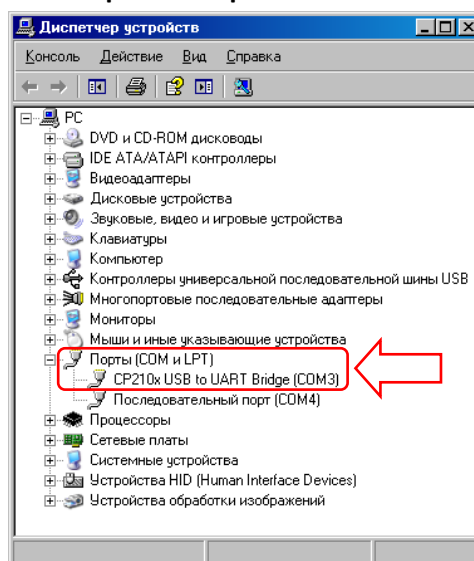 Диспетчер устройств
Консоль Действие Вид Справка
PC
DVD и CD-ROM дисководы
IDE ATA/ATAPI контроллеры
Видеоадаптеры
Дисковые устройства
Звуковые, видео и игровые устройства
Клавиатуры
Компьютер
Контроллеры универсальной последовательной шины USB
Многопортовые последовательные адаптеры
Мониторы
Мыши и иные указывающие устройства
Порты (COM и LPT)
CP210x USB to UART Bridge (COM3)
Последовательный порт (COM4)
Процессоры
Сетевые платы
Системные устройства
Устройства HID (Human Interface Devices)
Устройства обработки изображений